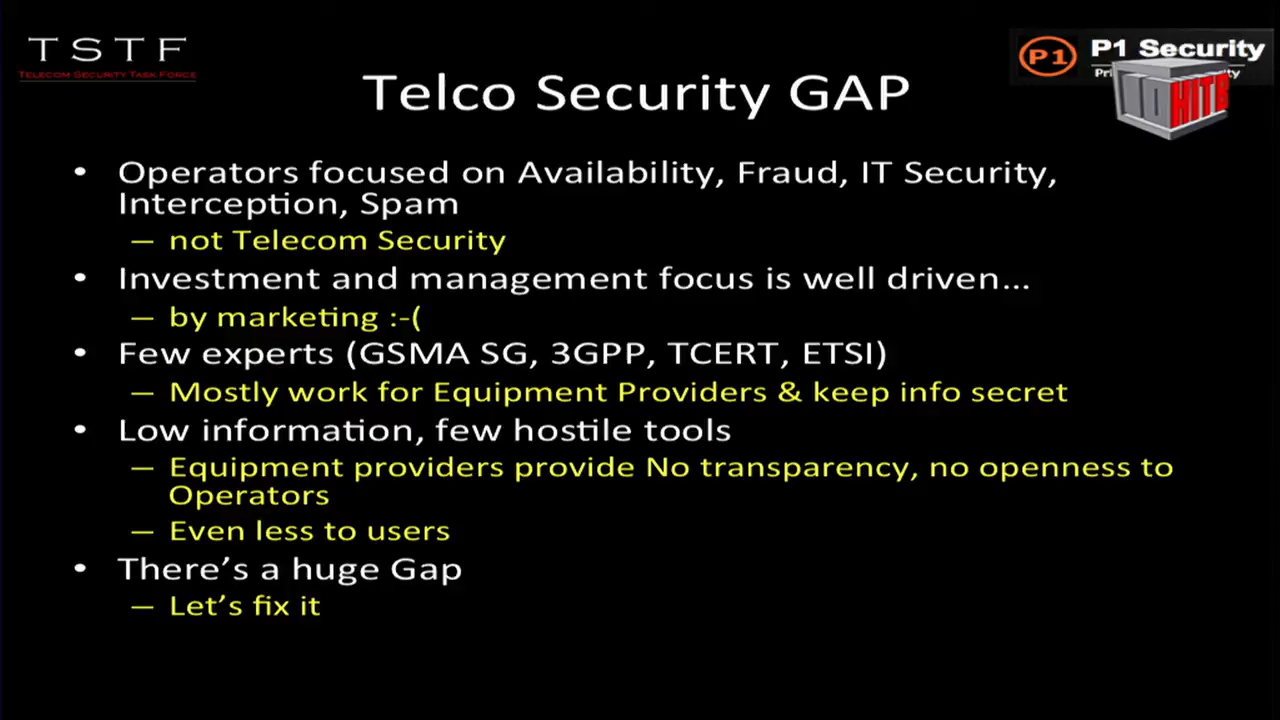 TSTF
TELECOM SECURITY TASK FORCE
P1
P1 Security
HITB
Telco Security GAP
• Operators focused on Availability, Fraud, IT Security,
Interception, Spam
– not Telecom Security
• Investment and management focus is well driven...
– by marketing :-(
• Few experts (GSMA SG, 3GPP, TCERT, ETSI)
– Mostly work for Equipment Providers & keep info secret
• Low information, few hostile tools
– Equipment providers provide No transparency, no openness to
Operators
– Even less to users
• There's a huge Gap
– Let's fix it